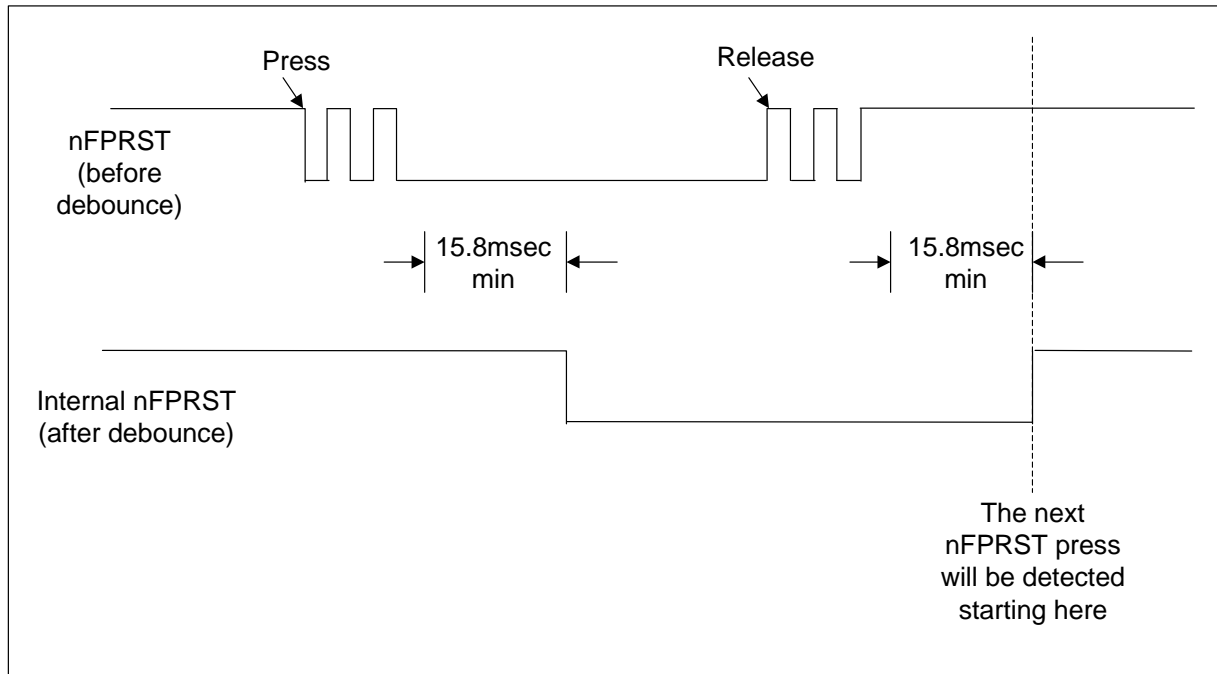 Press
Release
nFPRST
(before
debounce)
15.8msec
min
15.8msec
min
Internal nFPRST
(after debounce)
The next
nFPRST press
will be detected
starting here